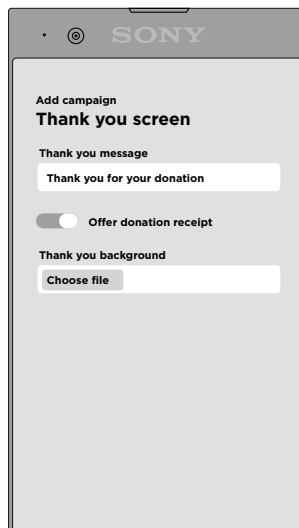 SONY
Add campaign
Thank you screen
Thank you message
Thank you for your donation
Offer donation receipt
Thank you background
Choose file